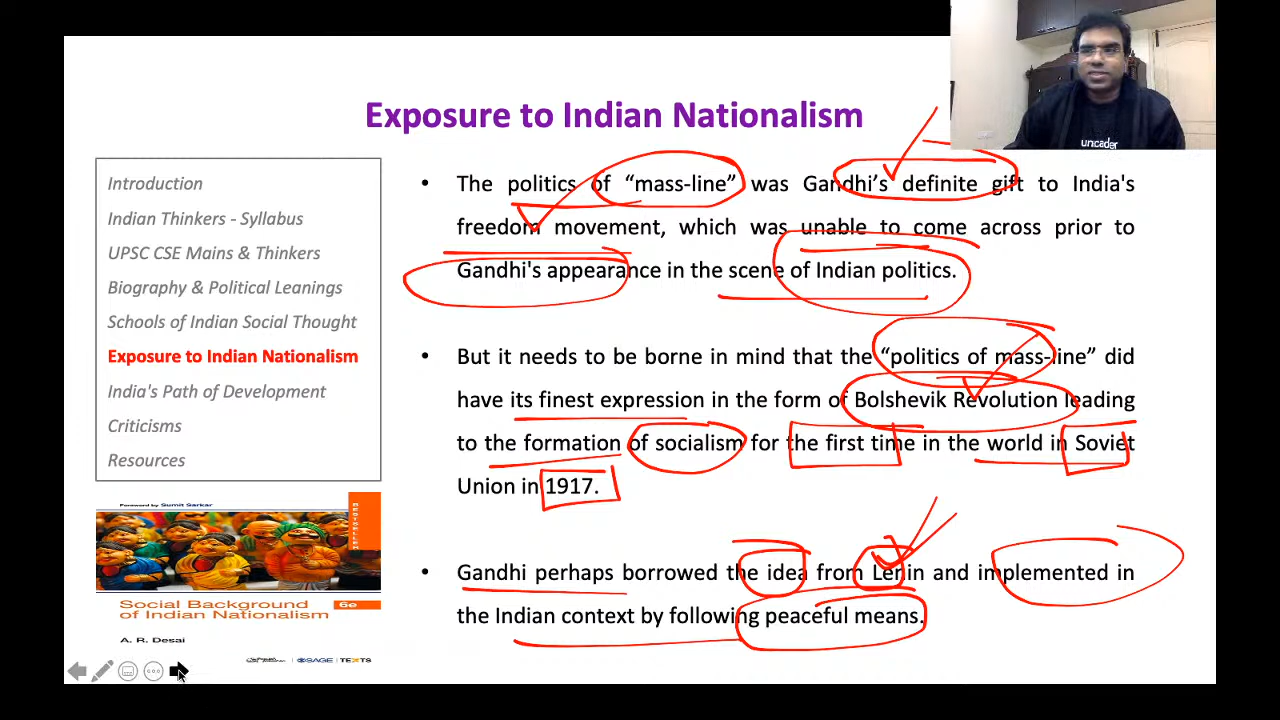 uncader
Exposure to Indian Nationalism
Introduction
Indian Thinkers - Syllabus
UPSC CSE Mains & Thinkers
Biography & Political Leanings
Schools of Indian Social Thought
Exposure to Indian Nationalism
India's Path of Development
Criticisms
Resources
• The politics of “mass-line” was Gandhi’s definite gift to India's
freedom movement, which was unable to come across prior to
Gandhi's appearance in the scene of Indian politics.
• But it needs to be borne in mind that the “politics of mass-line” did
have its finest expression in the form of Bolshevik Revolution leading
to the formation of socialism for the first time in the world in Soviet
Union in 1917.
• Gandhi perhaps borrowed the idea from Lenin and implemented in
the Indian context by following peaceful means.
Foreword by Sumit Sarkar
Social Background
of Indian Nationalism
6e
A. R. Desai
SAGE | TEXTS